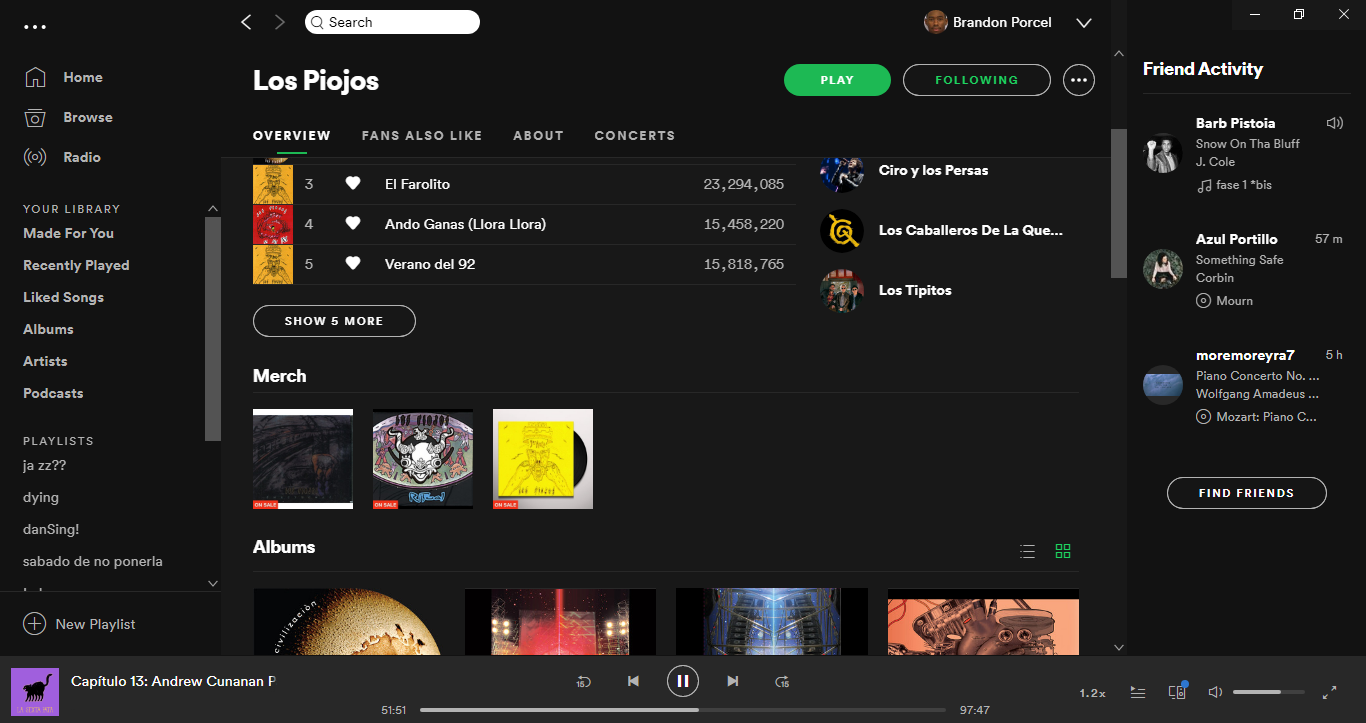 Search
Brandon Porcel
Home
Browse
Radio
YOUR LIBRARY
Made For You
Recently Played
Liked Songs
Albums
Artists
Podcasts
PLAYLISTS
ja zz??
dying
danSing!
sabado de no ponerla
New Playlist
Los Piojos
PLAY
FOLLOWING
OVERVIEW FANS ALSO LIKE ABOUT CONCERTS
3 El Farolito 23,294,085
4 Ando Ganas (Llora Llora) 15,458,220
5 Verano del 92 15,818,765
SHOW 5 MORE
Ciro y los Persas
Los Caballeros De La Que...
Los Tipitos
Merch
ON SALE
LOS PIOJOS
ON SALE
LOS PIOJOS
ON SALE
Albums
civilización
Friend Activity
Barb Pistoia
Snow On Tha Bluff
J. Cole
fase 1 *bis
Azul Portillo 57 m
Something Safe
Corbin
Mourn
moremoreyra7 5 h
Piano Concerto No. ...
Wolfgang Amadeus ...
Mozart: Piano C...
FIND FRIENDS
Capítulo 13: Andrew Cunanan P
15
15
51:51
97:47
1.2x